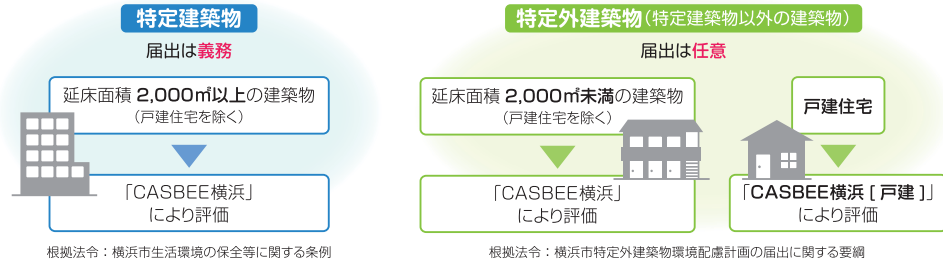 特定建築物
届出は義務
延床面積 2,000㎡以上の建築物
（戸建住宅を除く）
「CASBEE横浜」
により評価
根拠法令：横浜市生活環境の保全等に関する条例
特定外建築物（特定建築物以外の建築物）
届出は任意
延床面積 2,000㎡未満の建築物
（戸建住宅を除く）
「CASBEE横浜」
により評価
戸建住宅
「CASBEE横浜［戸建］」
により評価
根拠法令：横浜市特定外建築物環境配慮計画の届出に関する要綱